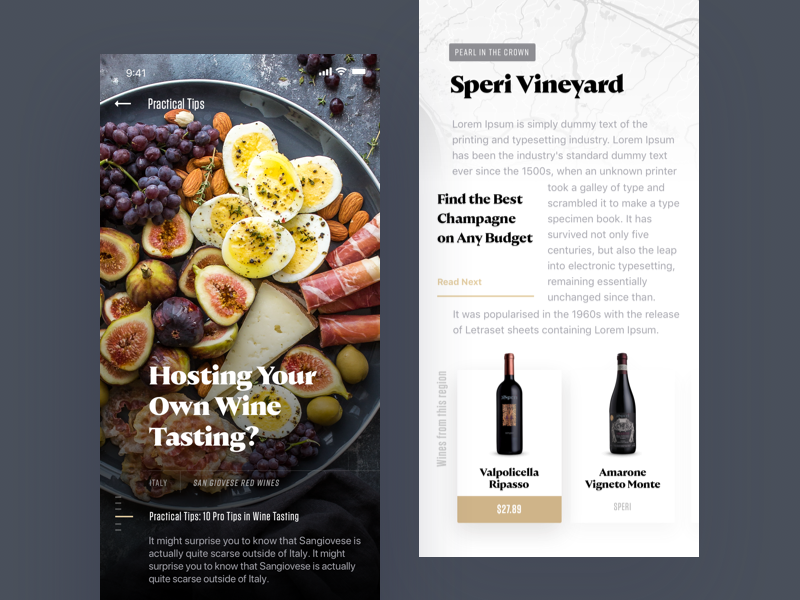 9:41
Practical Tips
Hosting Your
Own Wine
Tasting?
ITALY
SAN GIOVESE RED WINES
Practical Tips: 10 Pro Tips in Wine Tasting
It might surprise you to know that Sangiovese is
actually quite scarse outside of Italy. It might
surprise you to know that Sangiovese is actually
quite scarse outside of Italy.
PEARL IN THE CROWN
Speri Vineyard
Lorem Ipsum is simply dummy text of the
printing and typesetting industry. Lorem Ipsum
has been the industry's standard dummy text
ever since the 1500s, when an unknown printer
took a galley of type and
scrambled it to make a type
specimen book. It has
survived not only five
centuries, but also the leap
into electronic typesetting,
remaining essentially
unchanged since than.
Find the Best
Champagne
on Any Budget
Read Next
It was popularised in the 1960s with the release
of Letraset sheets containing Lorem Ipsum.
Wines from this region
Valpolicella
Ripasso
$27.89
Amarone
Vigneto Monte
SPERI